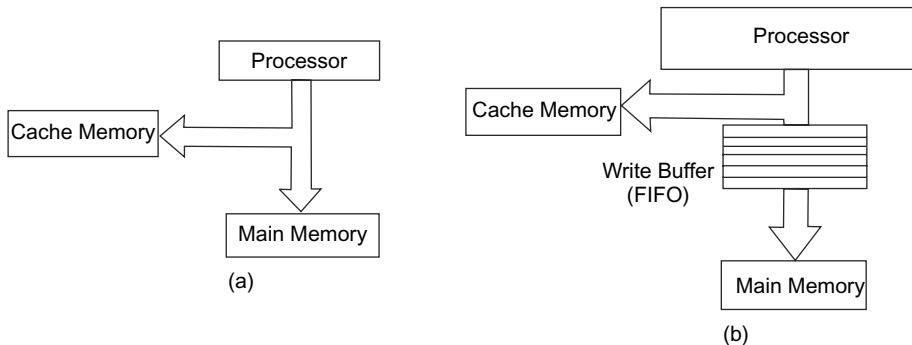 Processor
Cache Memory
Main Memory
(a)
Processor
Cache Memory
Write Buffer
(FIFO)
Main Memory
(b)